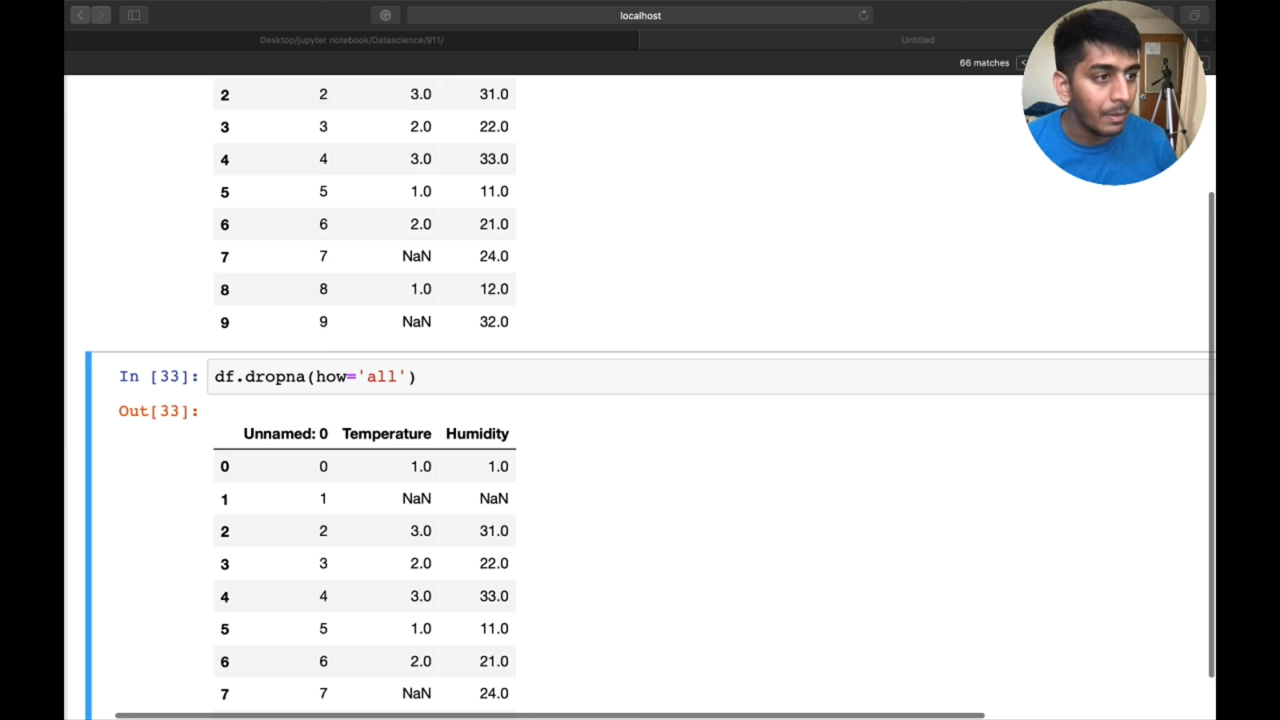 localhost
Desktop/jupyter notebook/Datascience/911/
Untitled
66 matches
2 2 3.0 31.0
3 3 2.0 22.0
4 4 3.0 33.0
5 5 1.0 11.0
6 6 2.0 21.0
7 7 NaN 24.0
8 8 1.0 12.0
9 9 NaN 32.0
In [33]: df.dropna(how='all')
Out[33]:
Unnamed: 0 Temperature Humidity
0 0 1.0 1.0
1 1 NaN NaN
2 2 3.0 31.0
3 3 2.0 22.0
4 4 3.0 33.0
5 5 1.0 11.0
6 6 2.0 21.0
7 7 NaN 24.0